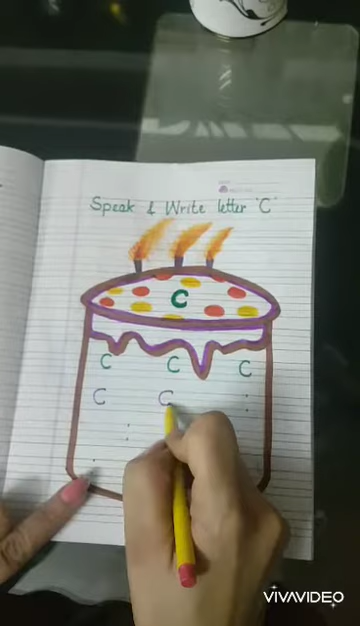 Speak & Write letter 'C'
C
C C C
C C
VIVAVIDEO